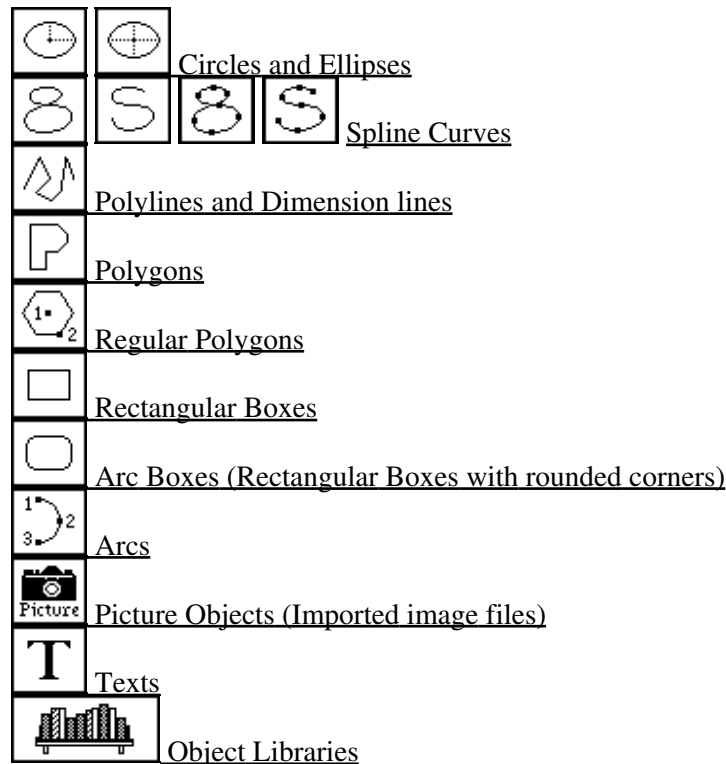 Circles and Ellipses
Spline Curves
Polylines and Dimension lines
Polygons
1 2
Regular Polygons
Rectangular Boxes
Arc Boxes (Rectangular Boxes with rounded corners)
1 2 3
Arcs
Picture
Picture Objects (Imported image files)
T
Texts
Object Libraries